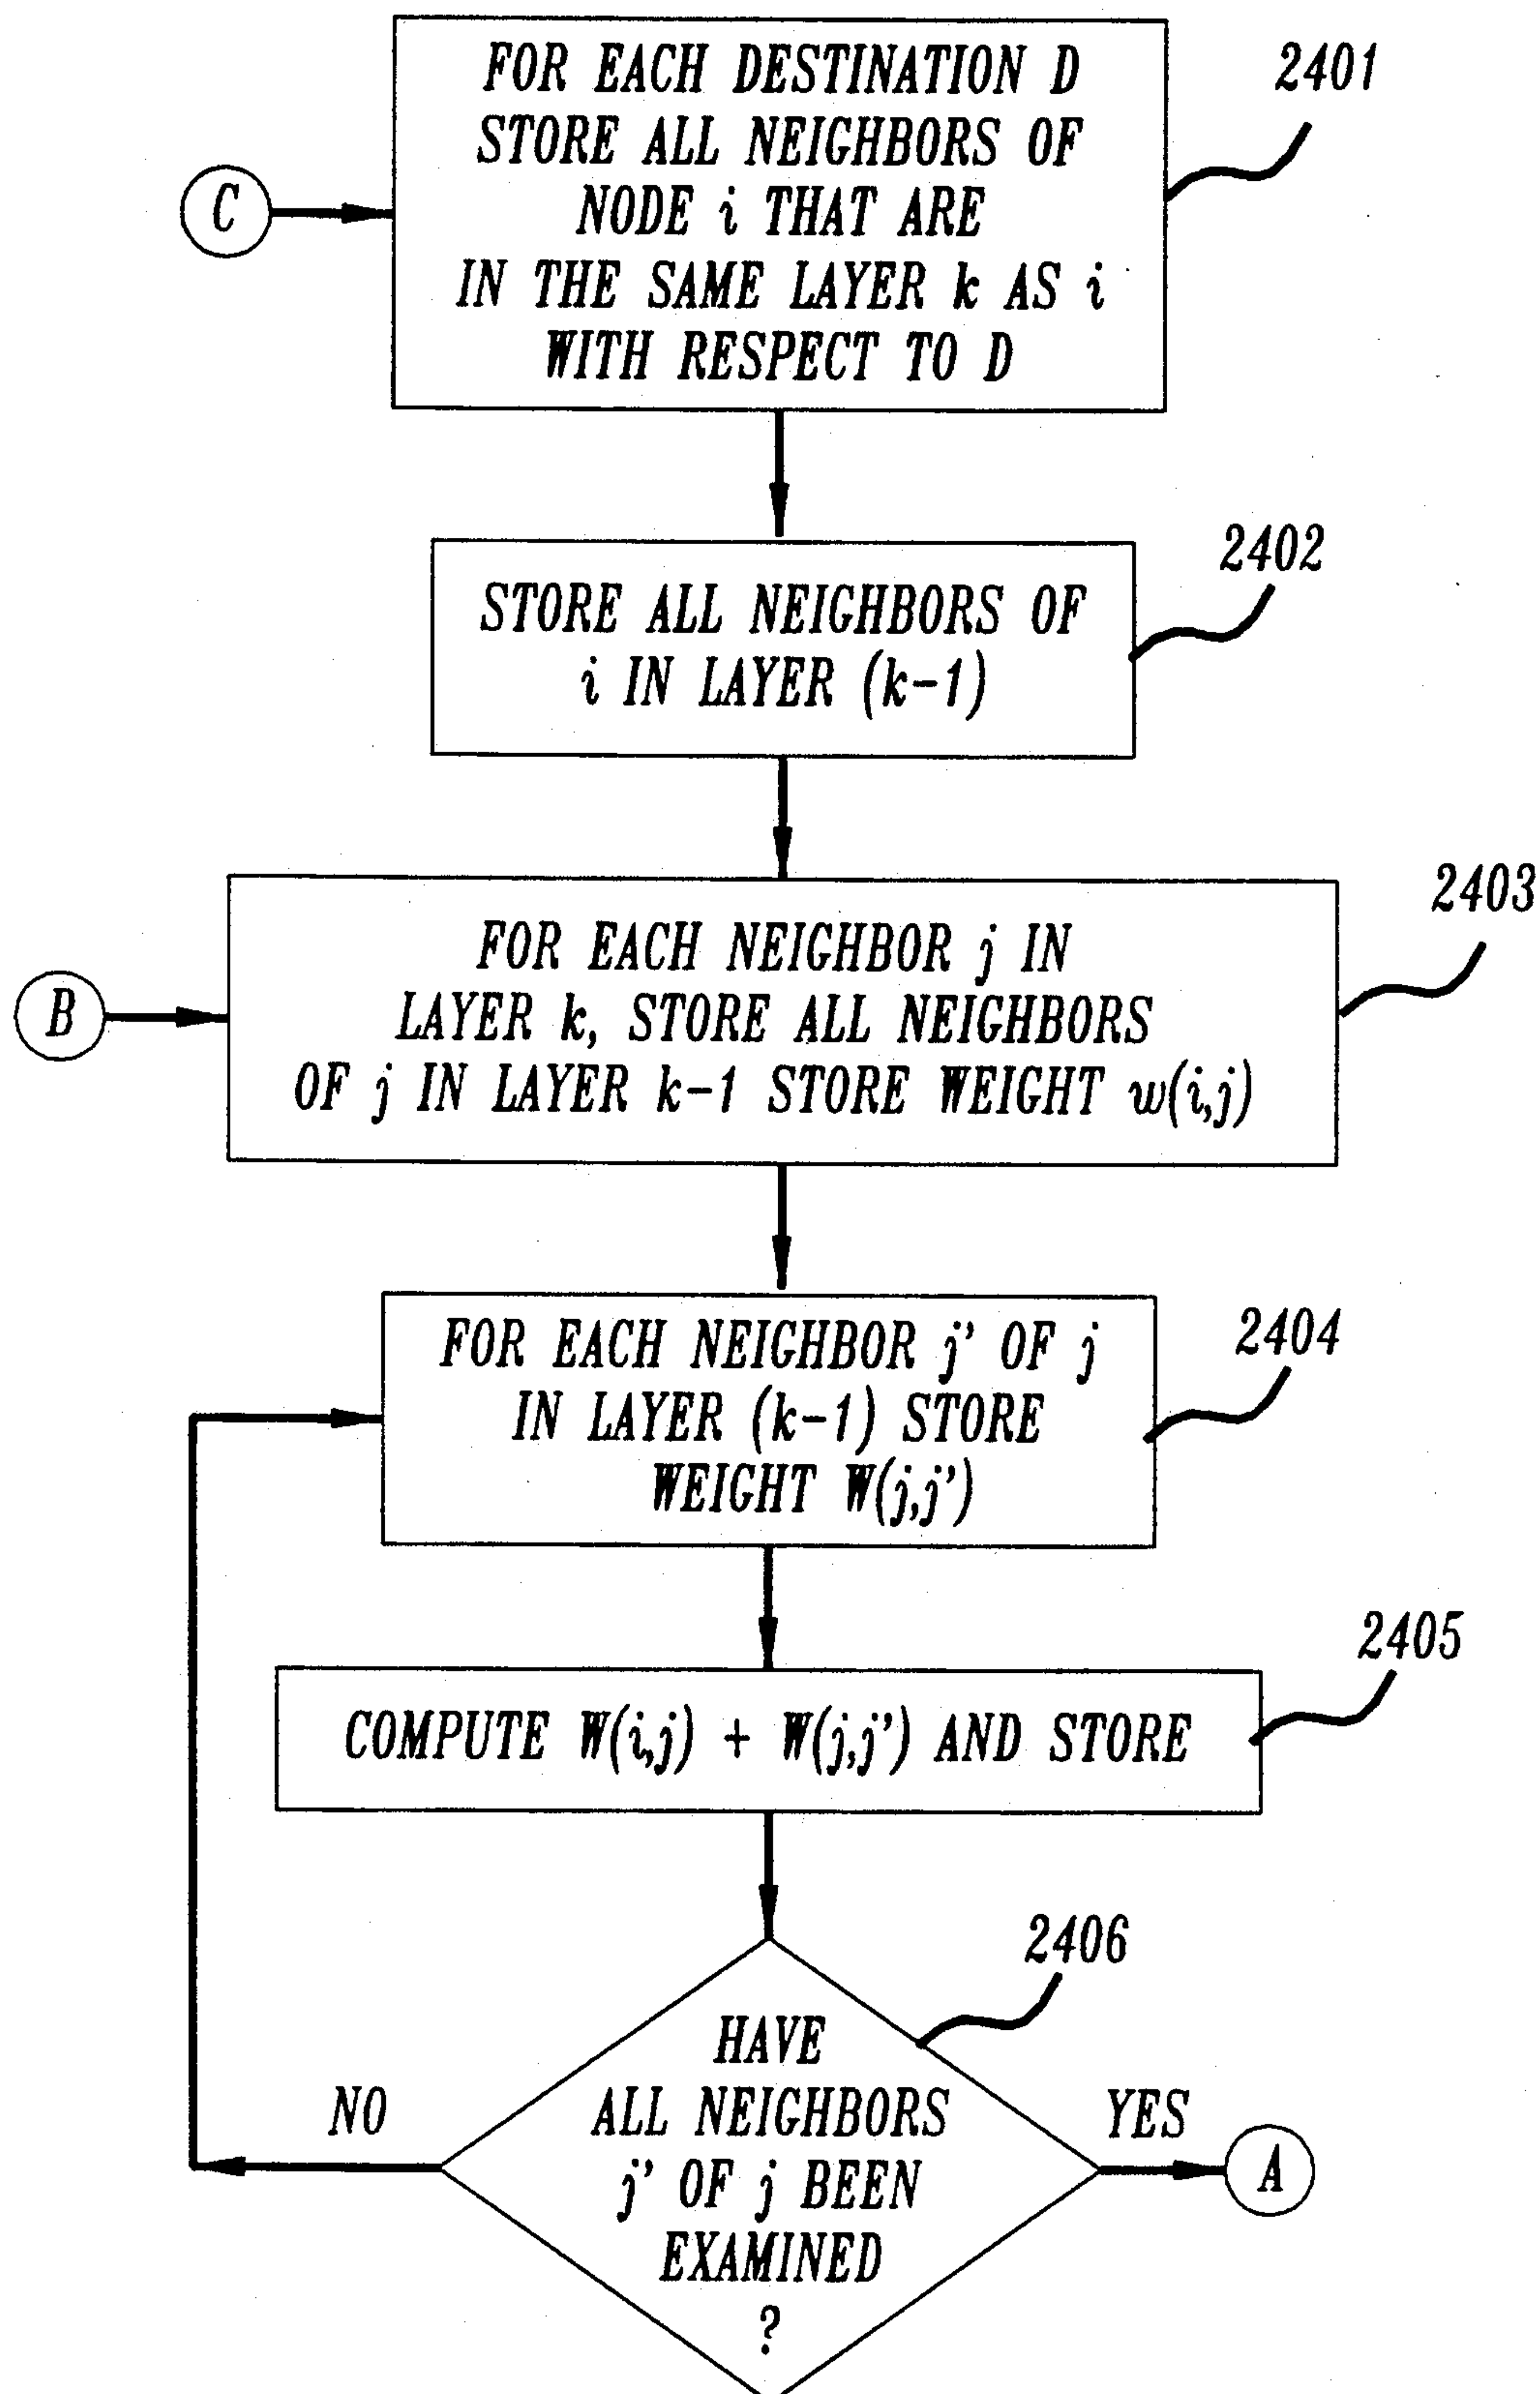 FOR EACH DESTINATION D
STORE ALL NEIGHBORS OF
NODE i THAT ARE
IN THE SAME LAYER k AS i
WITH RESPECT TO D
2401
C
STORE ALL NEIGHBORS OF
i IN LAYER (k-1)
2402
FOR EACH NEIGHBOR j IN
LAYER k, STORE ALL NEIGHBORS
OF j IN LAYER k-1 STORE WEIGHT w(i,j)
2403
B
FOR EACH NEIGHBOR j' OF j
IN LAYER (k-1) STORE
WEIGHT W(j,j')
2404
COMPUTE W(i,j) + W(j,j') AND STORE
2405
HAVE
ALL NEIGHBORS
j' OF j BEEN
EXAMINED
?
2406
NO
YES
A